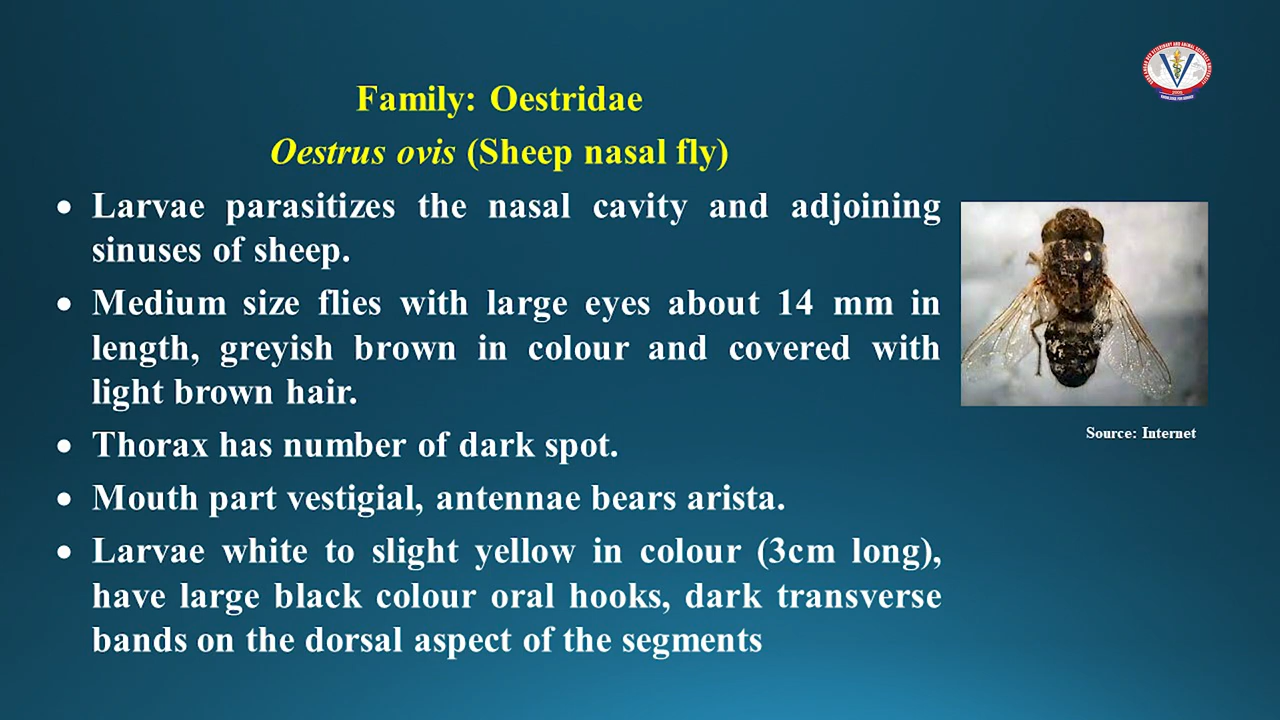 Family: Oestridae
Oestrus ovis (Sheep nasal fly)
• Larvae parasitizes the nasal cavity and adjoining
sinuses of sheep.
• Medium size flies with large eyes about 14 mm in
length, greyish brown in colour and covered with
light brown hair.
• Thorax has number of dark spot.
• Mouth part vestigial, antennae bears arista.
• Larvae white to slight yellow in colour (3cm long),
have large black colour oral hooks, dark transverse
bands on the dorsal aspect of the segments
Source: Internet